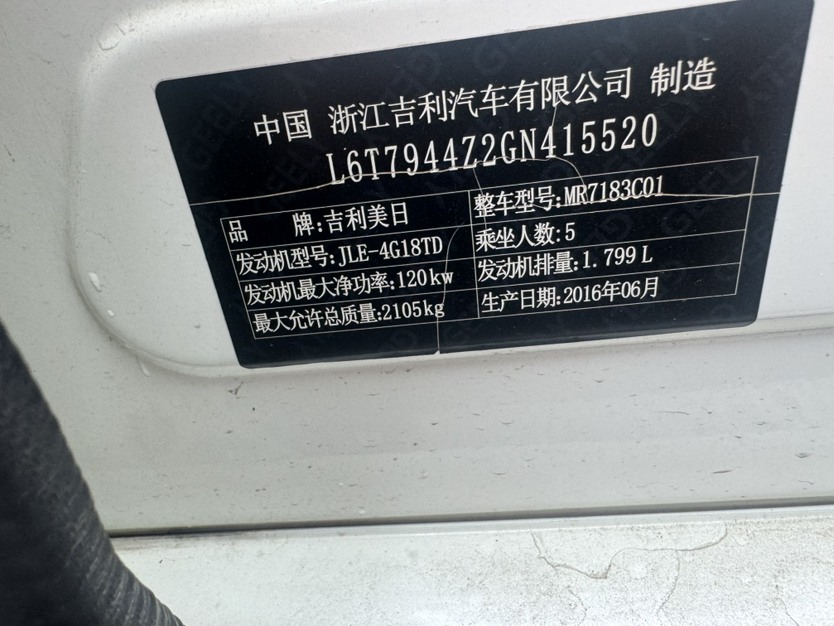 中国 浙江吉利汽车有限公司 制造
L6T7944Z2GN415520
品 牌:吉利美日 整车型号:MR7183C01
发动机型号:JLE-4G18TD 乘坐人数:5
发动机最大净功率:120kw 发动机排量:1.799L
最大允许总质量:2105kg 生产日期:2016年06月